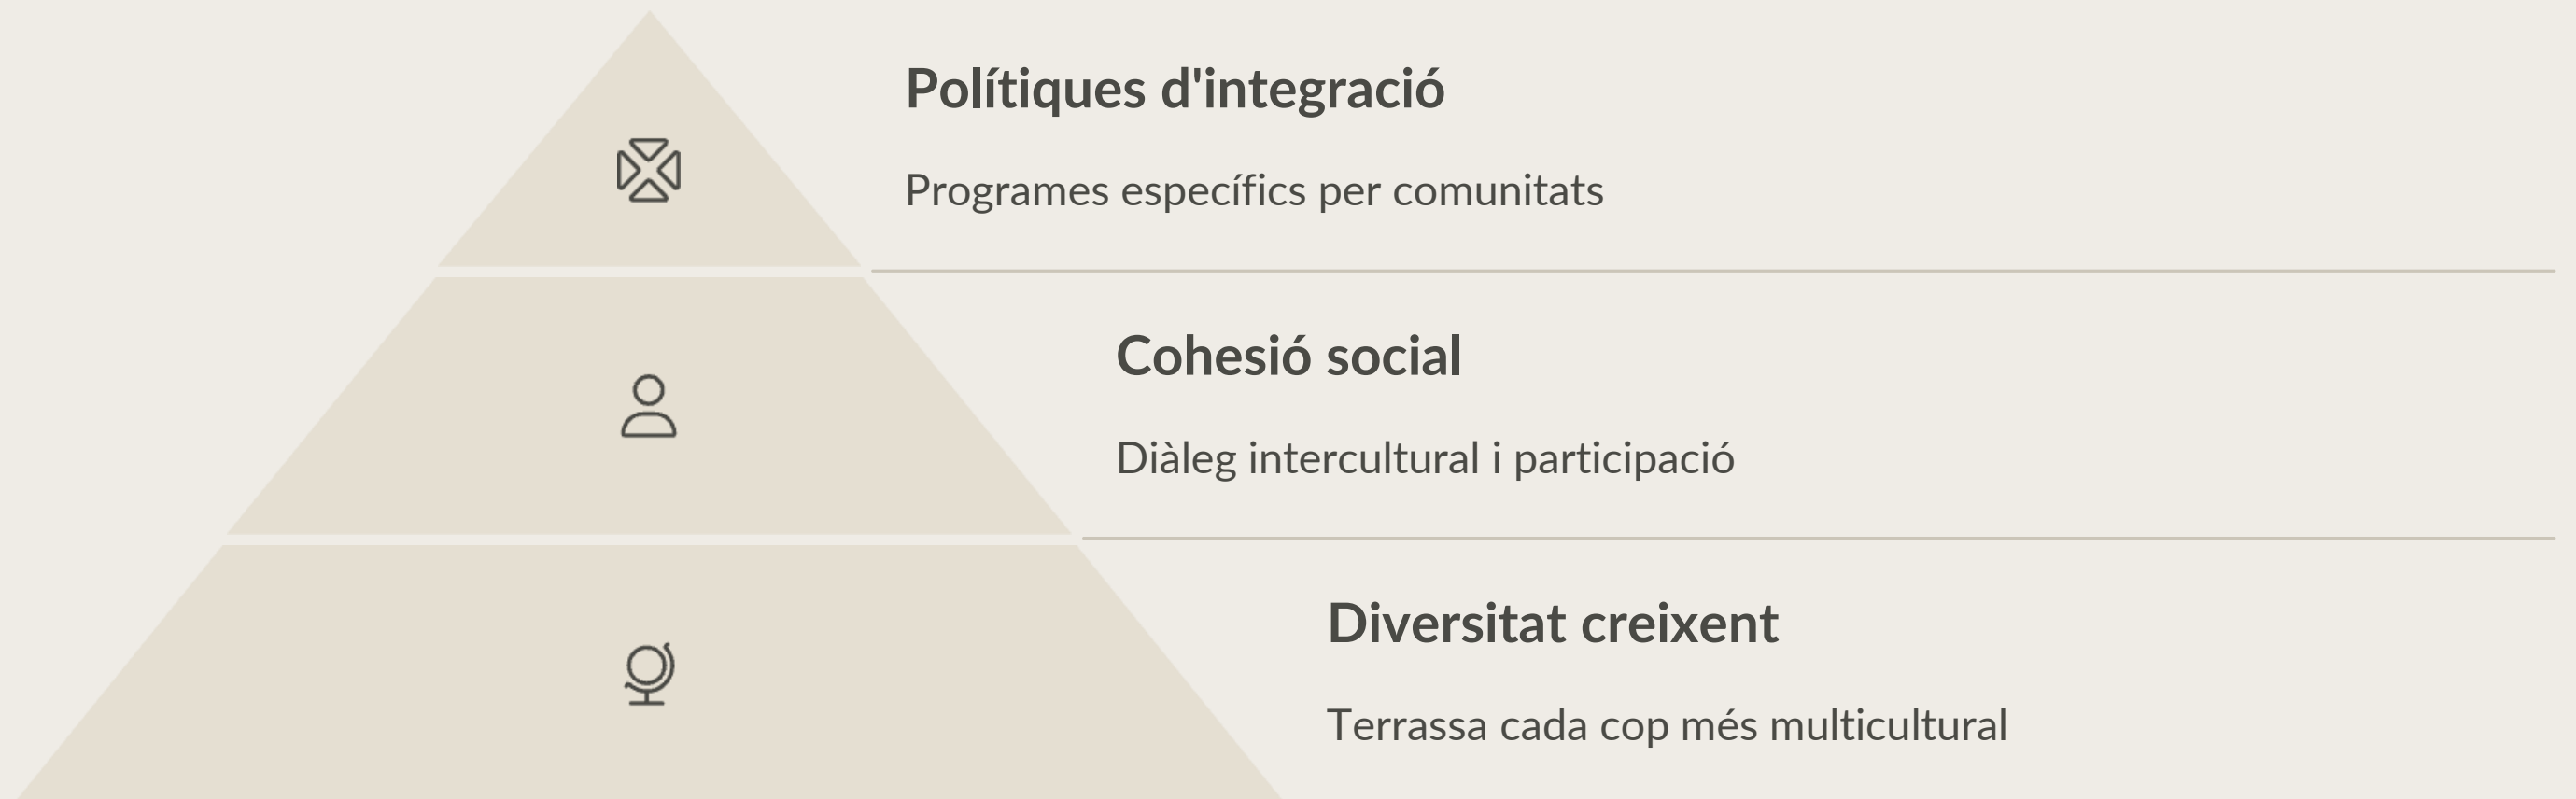 Polítiques d'integració
Programes específics per comunitats
Cohesió social
Diàleg intercultural i participació
Diversitat creixent
Terrassa cada cop més multicultural